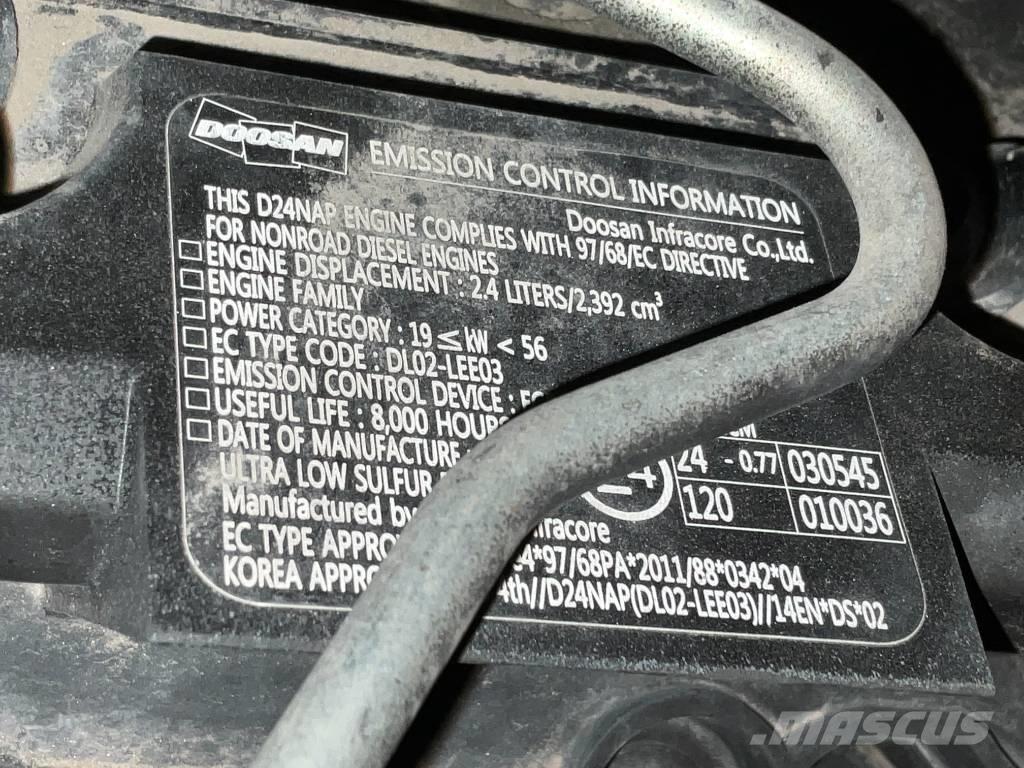 DOOSAN
EMISSION CONTROL INFORMATION
Doosan Infracore Co.,Ltd.
THIS D24NAP ENGINE COMPLIES WITH 97/68/EC DIRECTIVE
FOR NONROAD DIESEL ENGINES
ENGINE DISPLACEMENT : 2.4 LITERS/2,392 cm³
ENGINE FAMILY
POWER CATEGORY : 19 ≤ kW < 56
EC TYPE CODE : DL02-LEE03
EMISSION CONTROL DEVICE :
USEFUL LIFE : 8,000 HOURS
DATE OF MANUFACTURE
24 - 0.77 030545
120 010036
ULTRA LOW SULFUR
Manufactured by Infracore
EC TYPE APPRO e4*97/68PA*2011/88*0342*04
KOREA APPRO 4th//D24NAP(DL02-LEE03)//14EN*DS*02
MASCUS